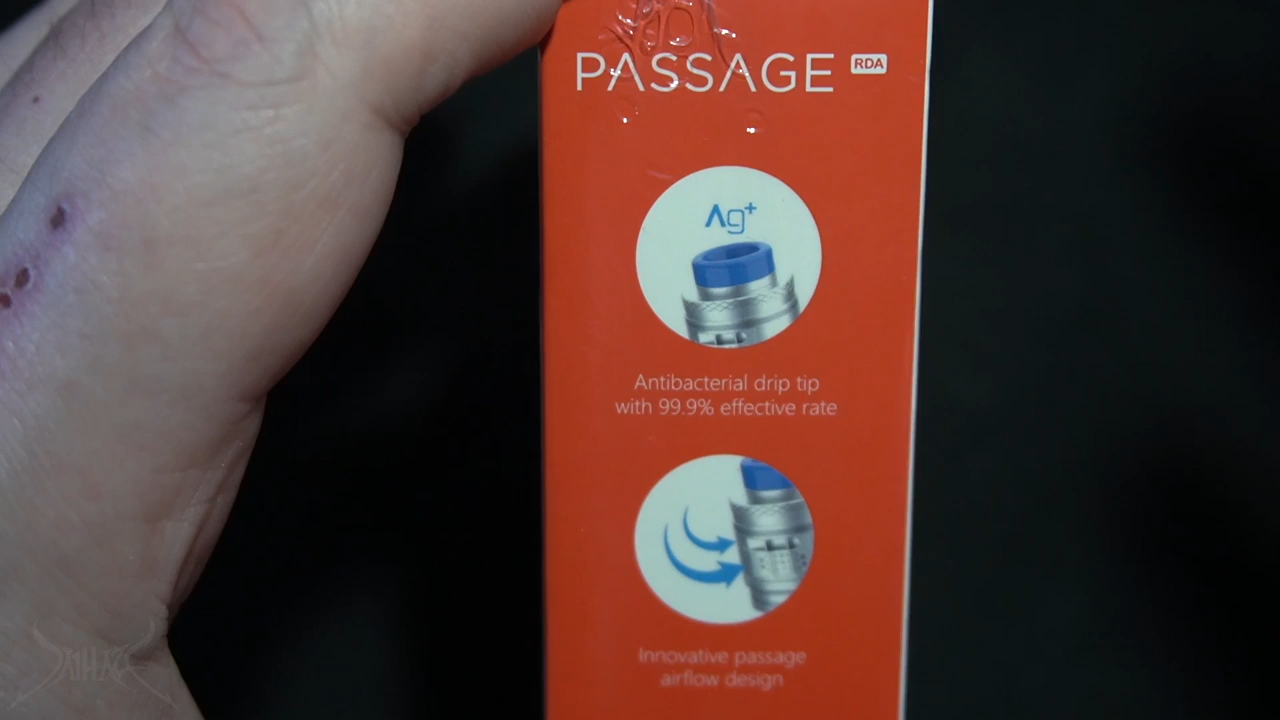 PASSAGE RDA
Ag+
Antibacterial drip tip
with 99.9% effective rate
Innovative passage
airflow design